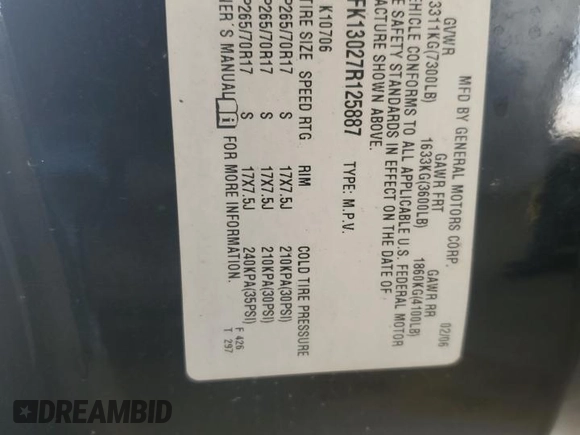 MFD BY GENERAL MOTORS CORP. 02/06
GVWR GAWR FRT GAWR RR
3311KG(7300LB) 1633KG(3600LB) 1860KG(4100LB)
VEHICLE CONFORMS TO ALL APPLICABLE U.S. FEDERAL MOTOR
E SAFETY STANDARDS IN EFFECT ON THE DATE OF
FACTURE SHOWN ABOVE.
FK13027R125887 TYPE: M.P.V.
K10706
TIRE SIZE SPEED RTG RIM COLD TIRE PRESSURE
P265/70R17 S 17X7.5J 210KPA(30PSI)
P265/70R17 S 17X7.5J 210KPA(30PSI)
P265/70R17 S 17X7.5J 240KPA(35PSI)
NER'S MANUAL i FOR MORE INFORMATION. F 426
T 297
DREAMBID